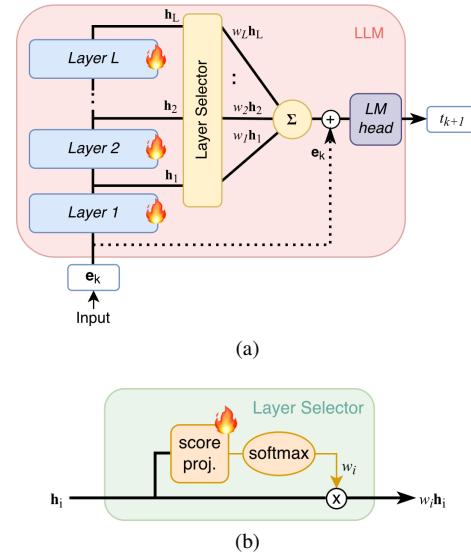 LLM
h_L
w_L h_L
Layer L
:
Layer Selector
h_2
w_2 h_2
Σ
+
LM
head
t_{k+1}
Layer 2
w_1 h_1
e_k
h_1
Layer 1
e_k
Input
(a)
Layer Selector
score
proj.
softmax
w_i
h_i
x
w_i h_i
(b)